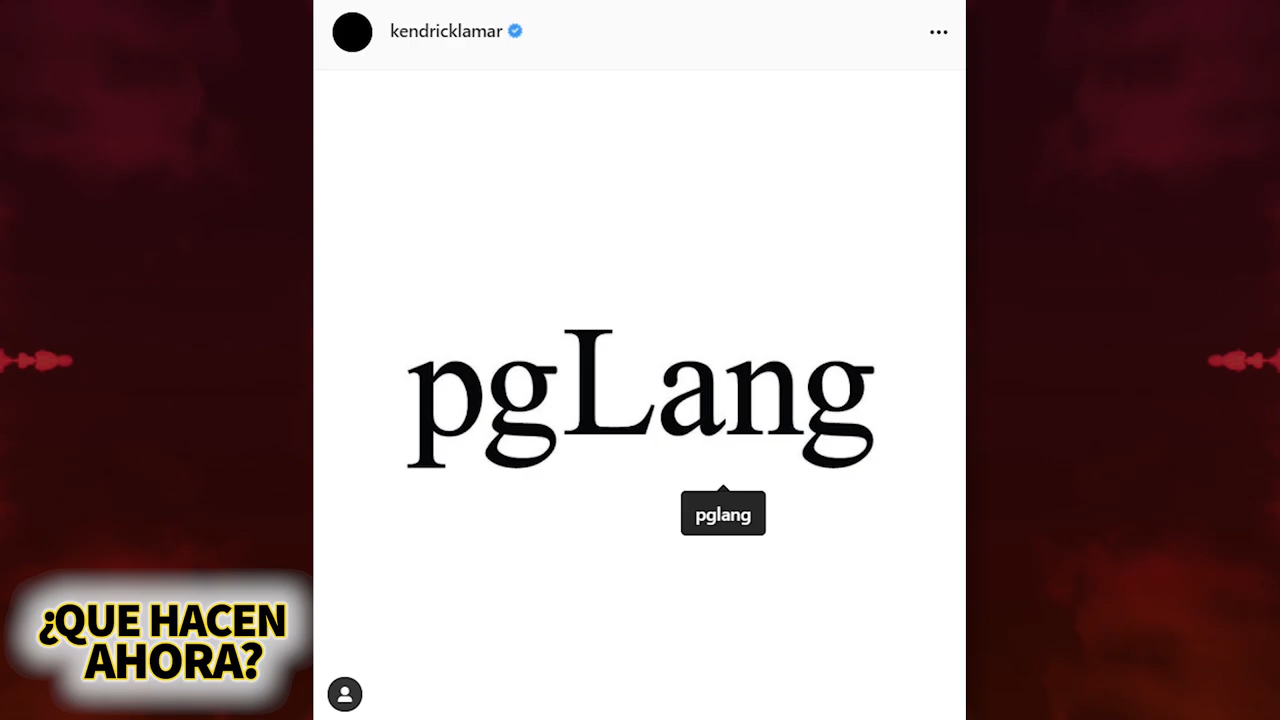 kendricklamar
pgLang
pglang
¿QUE HACEN
AHORA?